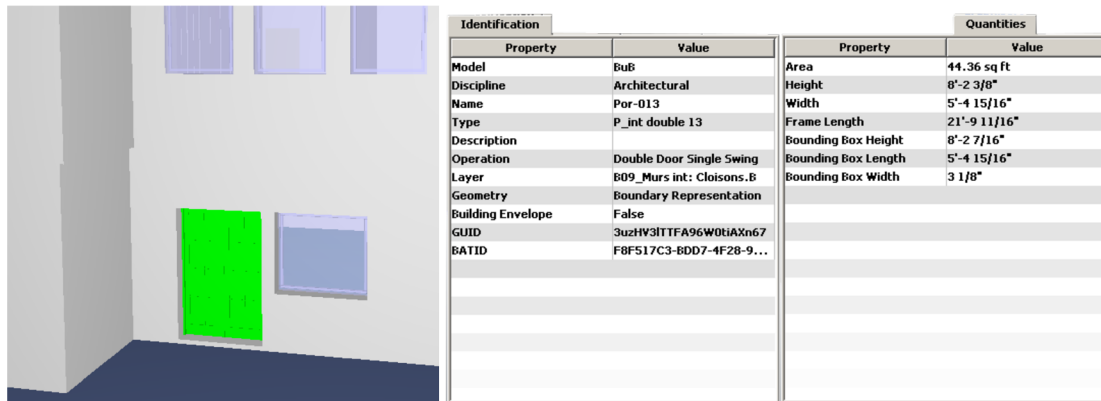 Identification
Property Value
Model BuB
Discipline Architectural
Name Por-013
Type P_int double 13
Description
Operation Double Door Single Swing
Layer B09_Murs int: Cloisons.B
Geometry Boundary Representation
Building Envelope False
GUID 3uzHV3lTTFA96W0tiAXn67
BATID F8F517C3-BDD7-4F28-9...
Quantities
Property Value
Area 44.36 sq ft
Height 8'-2 3/8"
Width 5'-4 15/16"
Frame Length 21'-9 11/16"
Bounding Box Height 8'-2 7/16"
Bounding Box Length 5'-4 15/16"
Bounding Box Width 3 1/8"